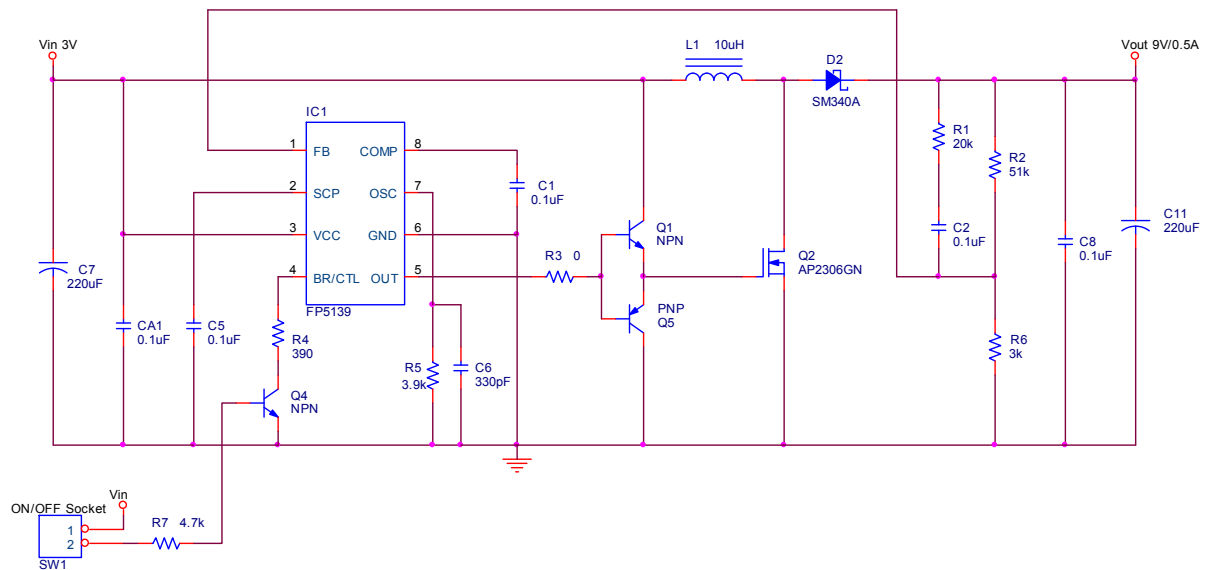 Vin 3V
L1 10uH
Vout 9V/0.5A
D2
SM340A
IC1
1
FB
COMP
8
2
SCP
OSC
7
3
VCC
GND
6
4
BR/CTL
OUT
5
FP5139
C1
0.1uF
R1
20k
R2
51k
C2
0.1uF
C8
0.1uF
C11
220uF
Q1
NPN
R3 0
Q2
AP2306GN
PNP
Q5
C7
220uF
CA1
0.1uF
C5
0.1uF
R4
390
R5
3.9k
C6
330pF
R6
3k
Q4
NPN
Vin
ON/OFF Socket
1
2
SW1
R7 4.7k